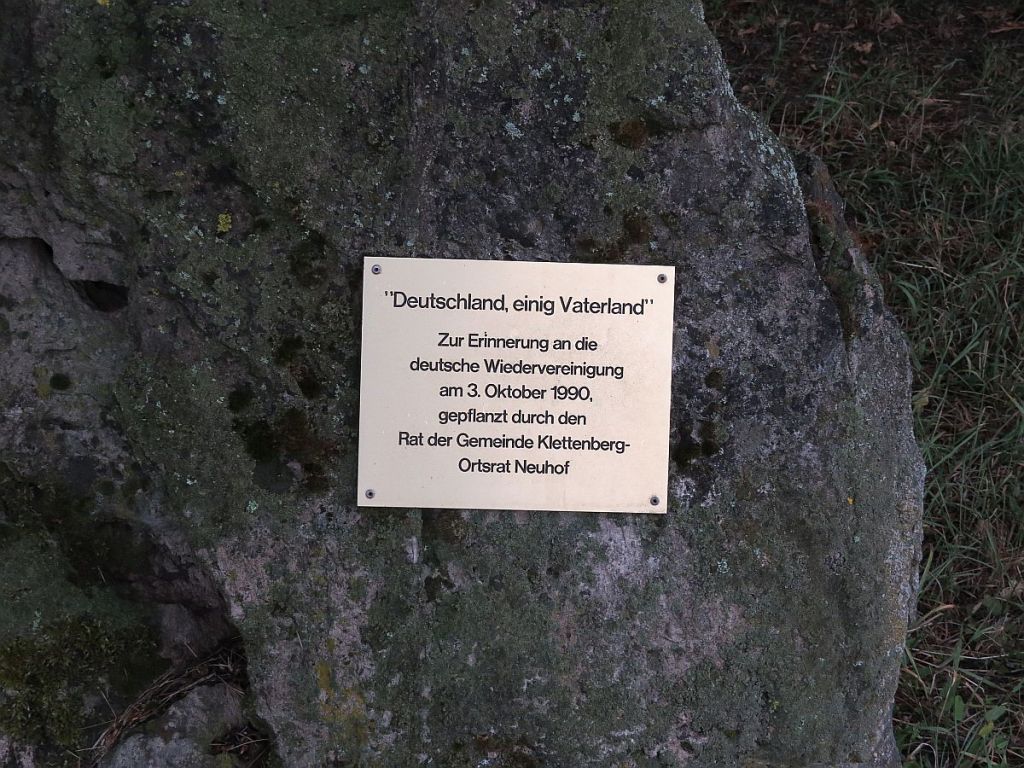 "Deutschland, einig Vaterland"
Zur Erinnerung an die
deutsche Wiedervereinigung
am 3. Oktober 1990,
gepflanzt durch den
Rat der Gemeinde Klettenberg-
Ortsrat Neuhof